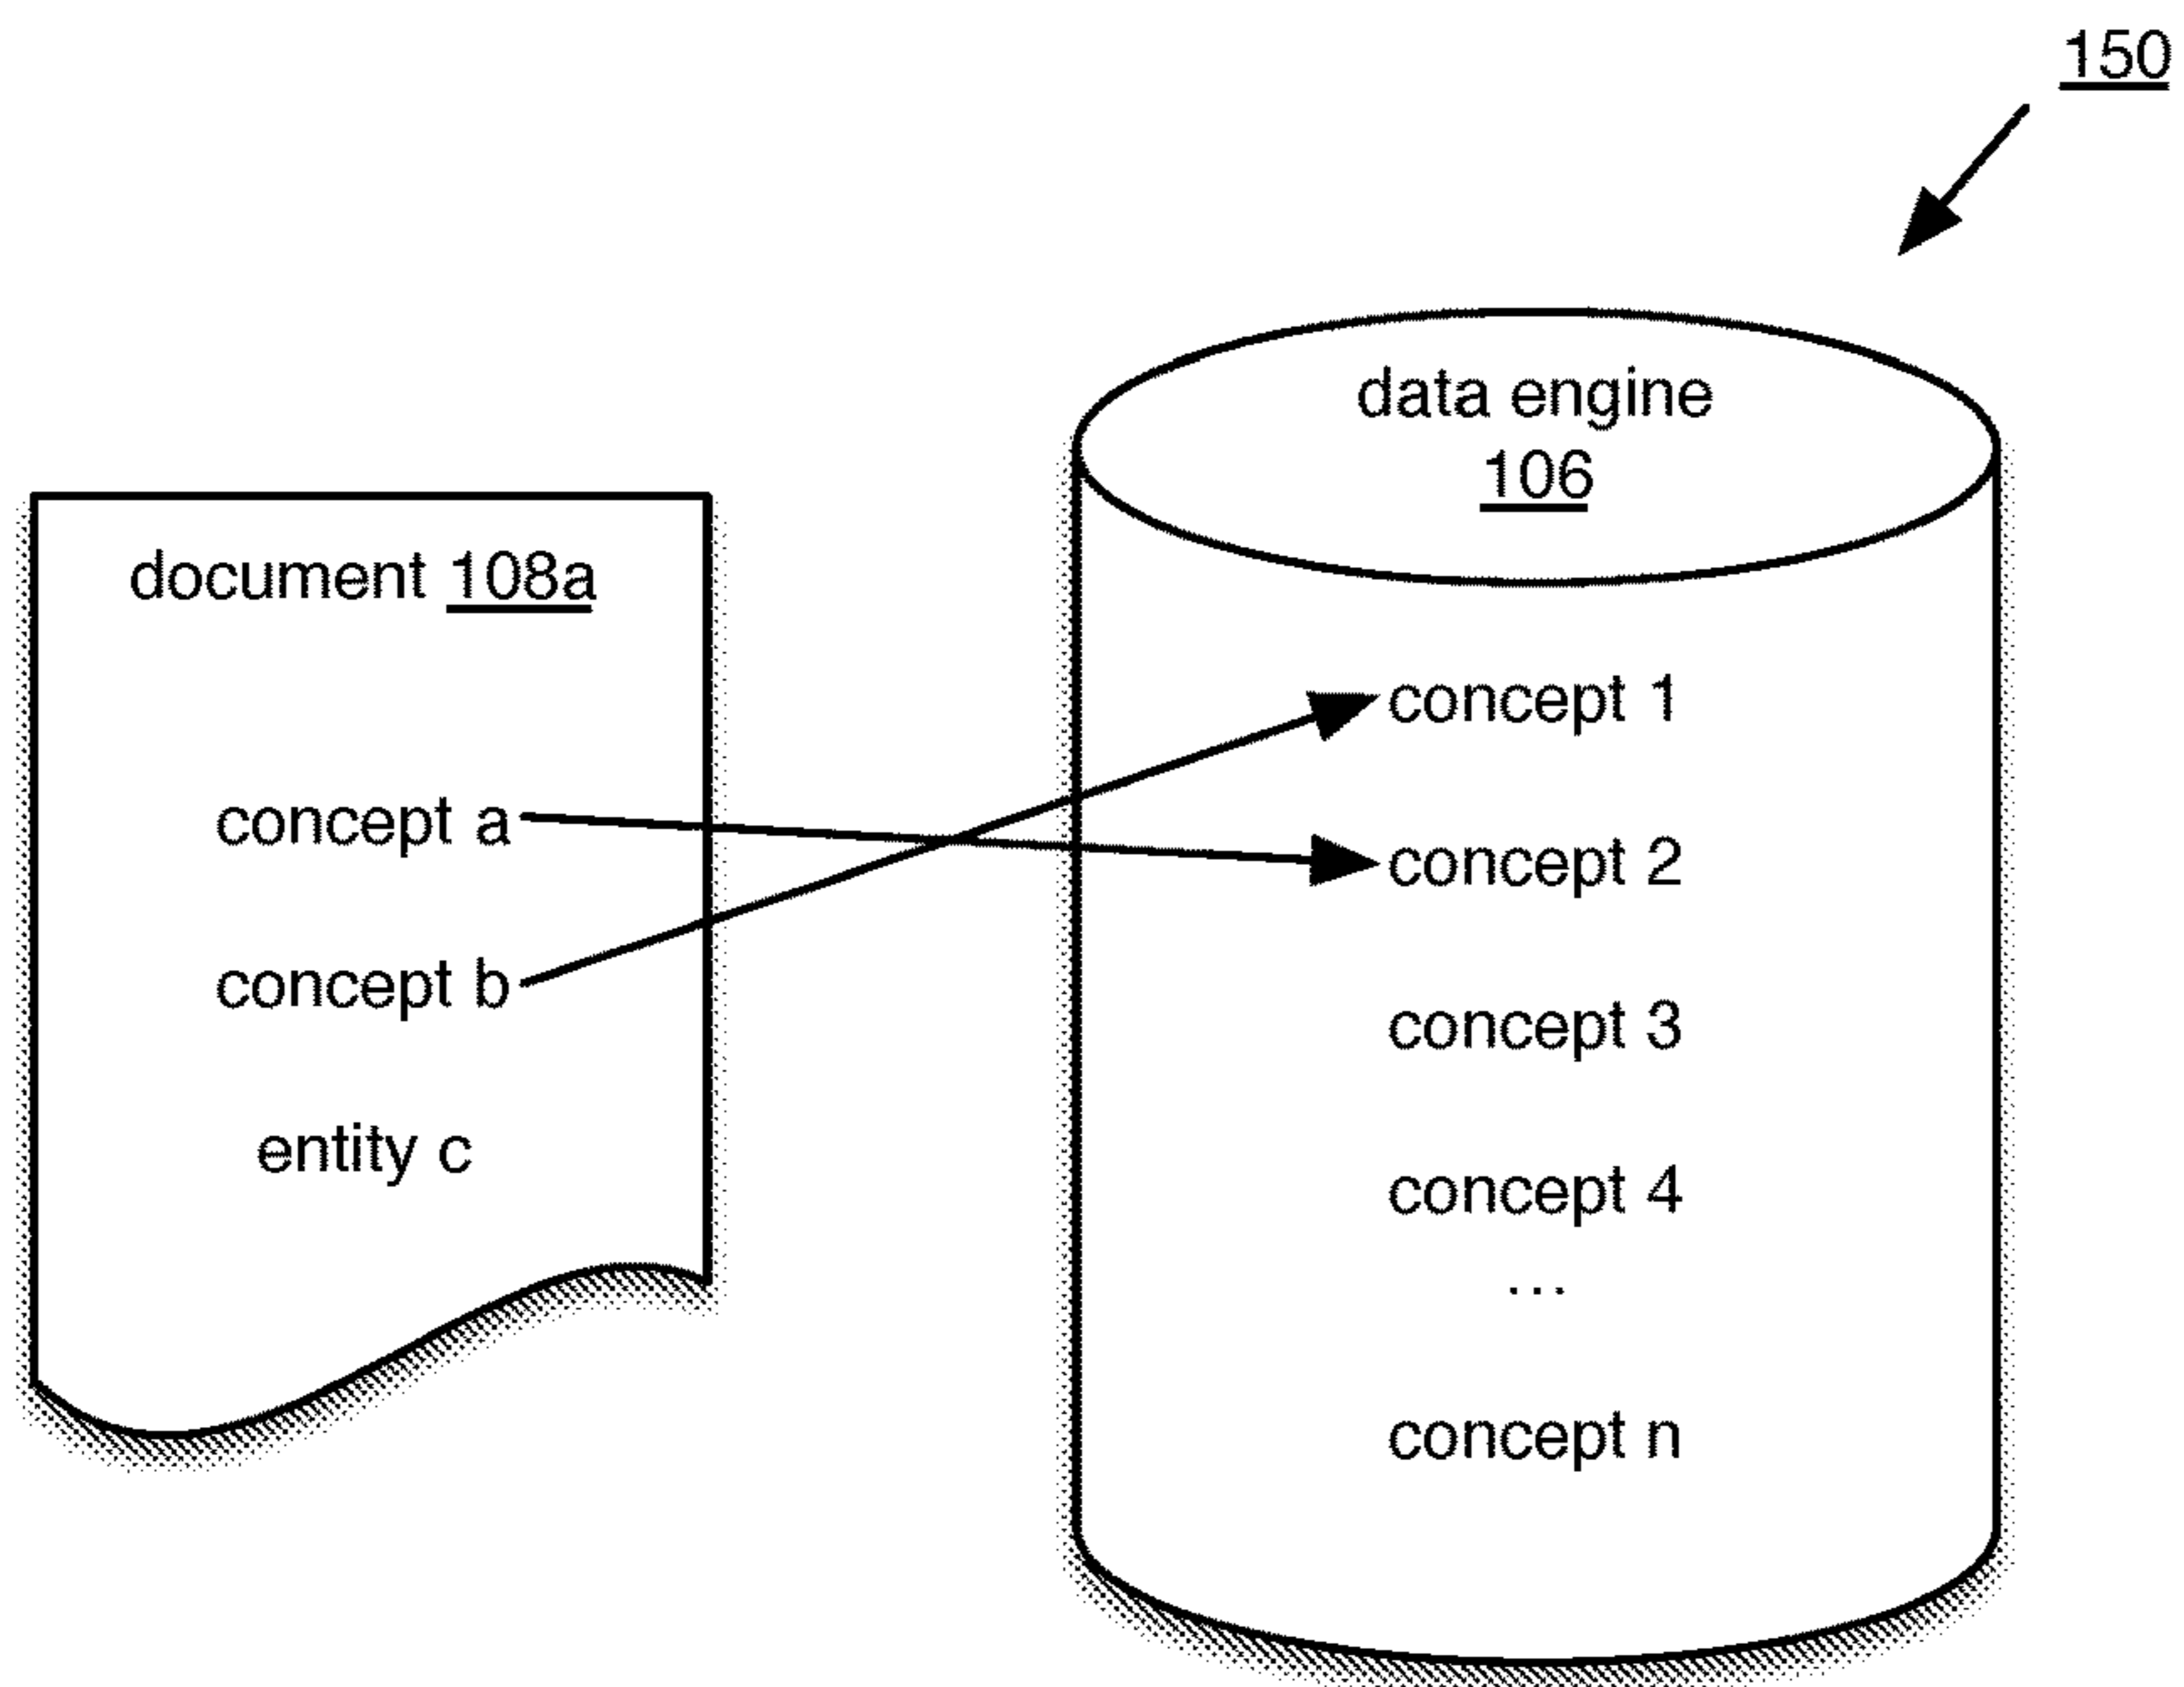 150
data engine
106
document 108a
concept a
concept b
entity c
concept 1
concept 2
concept 3
concept 4
...
concept n